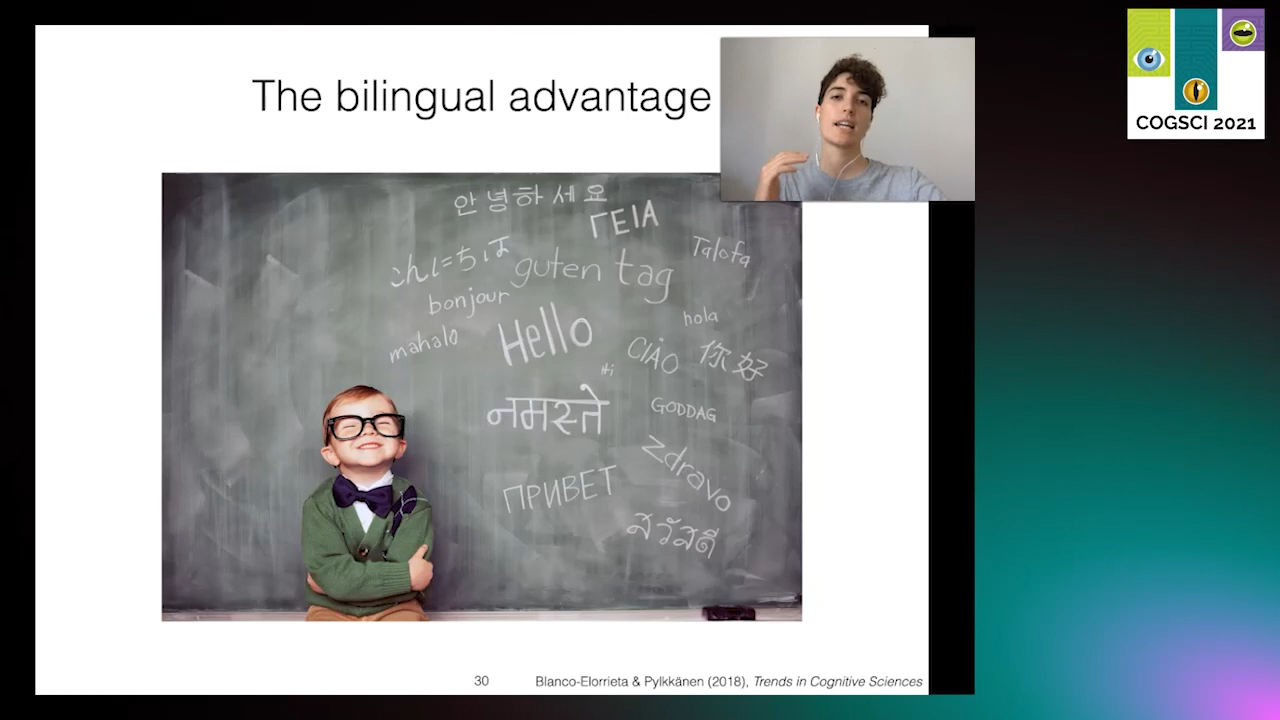 The bilingual advantage
COGSCI 2021
안녕하세요
ΓΕΙΑ
Talofa
こんにちは
guten tag
bonjour
hola
Hello
mahalo
CIAO
你好
Hi
नमस्ते
GODDAG
Zdravo
ПРИВЕТ
สวัสดี
30
Blanco-Elorrieta & Pylkkänen (2018), Trends in Cognitive Sciences